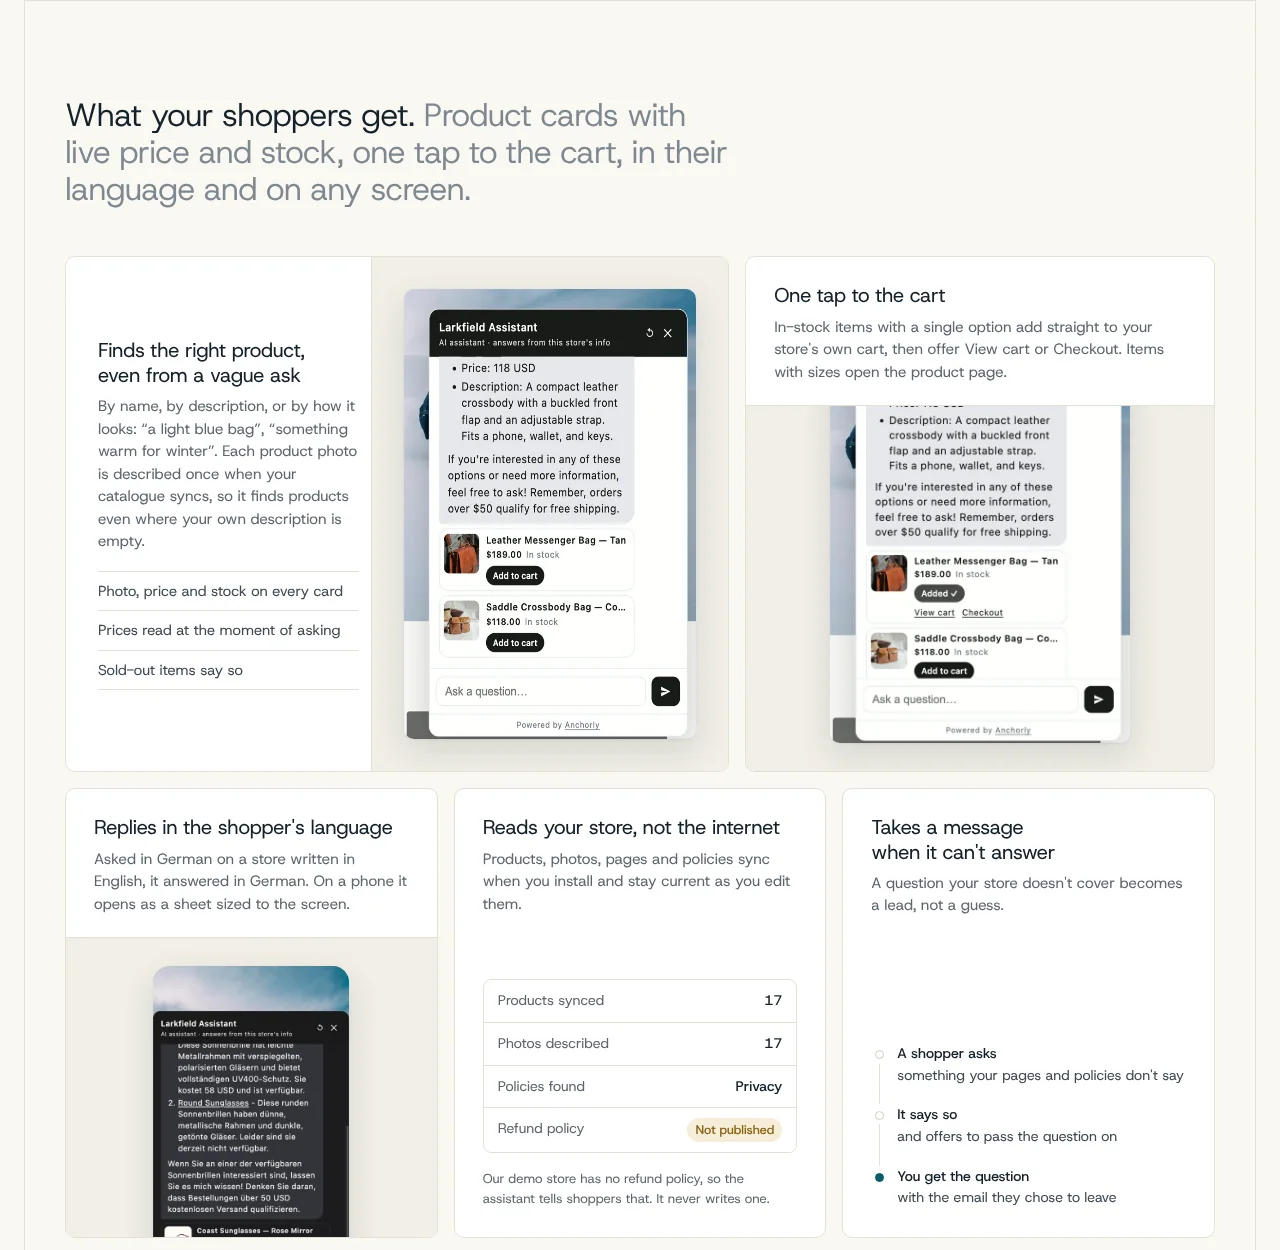 What your shoppers get. Product cards with
live price and stock, one tap to the cart, in their
language and on any screen.
Finds the right product,
even from a vague ask
By name, by description, or by how it
looks: “a light blue bag”, “something
warm for winter”. Each product photo
is described once when your
catalogue syncs, so it finds products
even where your own description is
empty.
Photo, price and stock on every card
Prices read at the moment of asking
Sold-out items say so
Larkfield Assistant
AI assistant · answers from this store's info
• Price: 118 USD
• Description: A compact leather
crossbody with a buckled front
flap and an adjustable strap.
Fits a phone, wallet, and keys.
If you're interested in any of these
options or need more information,
feel free to ask! Remember, orders
over $50 qualify for free shipping.
Leather Messenger Bag — Tan
$189.00 In stock
Add to cart
Saddle Crossbody Bag — Co...
$118.00 In stock
Add to cart
Ask a question...
Powered by Anchorly
One tap to the cart
In-stock items with a single option add straight to your
store's own cart, then offer View cart or Checkout. Items
with sizes open the product page.
• Description: A compact leather
crossbody with a buckled front
flap and an adjustable strap.
Fits a phone, wallet, and keys.
If you're interested in any of these
options or need more information,
feel free to ask! Remember, orders
over $50 qualify for free shipping.
Leather Messenger Bag — Tan
$189.00 In stock
Added ✓
View cart Checkout
Saddle Crossbody Bag — Co...
$118.00 In stock
Add to cart
Ask a question...
Powered by Anchorly
Replies in the shopper's language
Asked in German on a store written in
English, it answered in German. On a phone it
opens as a sheet sized to the screen.
Larkfield Assistant
AI assistant · answers from this store's info
Diese Sonnenbrille hat leichte
Metallrahmen mit verspiegelten,
polarisierten Gläsern und bietet
vollständigen UV400-Schutz. Sie
kostet 58 USD und ist verfügbar.
2. Round Sunglasses - Diese runden
Sonnenbrillen haben dünne,
metallische Rahmen und dunkle,
getönte Gläser. Leider sind sie
derzeit nicht verfügbar.
Wenn Sie an einer der verfügbaren
Sonnenbrillen interessiert sind, lassen
Sie es mich wissen! Denken Sie daran,
dass Bestellungen über 50 USD
kostenlosen Versand qualifizieren.
Coast Sunglasses — Rose Mirror
Reads your store, not the internet
Products, photos, pages and policies sync
when you install and stay current as you edit
them.
Products synced 17
Photos described 17
Policies found Privacy
Refund policy Not published
Our demo store has no refund policy, so the
assistant tells shoppers that. It never writes one.
Takes a message
when it can't answer
A question your store doesn't cover becomes
a lead, not a guess.
A shopper asks
something your pages and policies don't say
It says so
and offers to pass the question on
You get the question
with the email they chose to leave